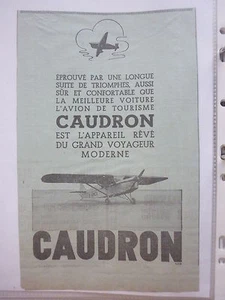 ÉPROUVÉ PAR UNE LONGUE
SUITE DE TRIOMPHES, AUSSI
SÛR ET CONFORTABLE QUE
LA MEILLEURE VOITURE
L'AVION DE TOURISME
CAUDRON
EST L'APPAREIL RÊVÉ
DU GRAND VOYAGEUR
MODERNE
CAUDRON